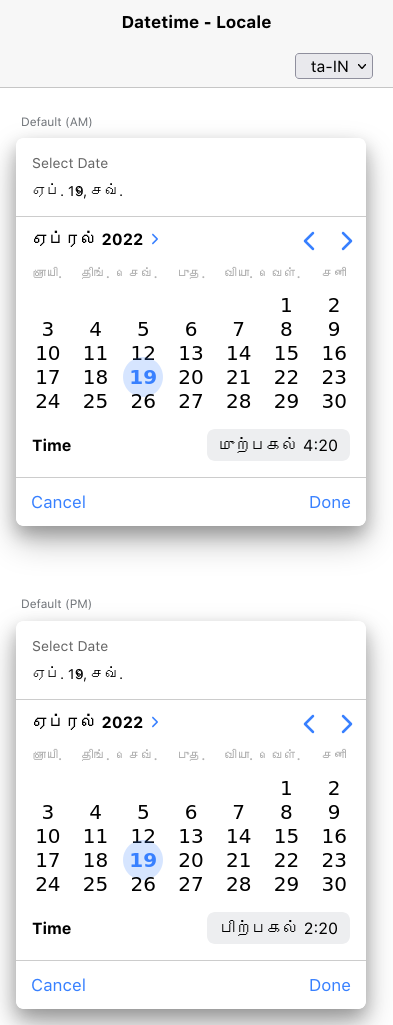 Datetime - Locale
ta-IN
Default (AM)
Select Date
ஏப். 19, செவ்.
ஏப்ரல் 2022
ஞாயி. திங். செவ். புத. வியா. வெள். சனி
1 2
3 4 5 6 7 8 9
10 11 12 13 14 15 16
17 18 19 20 21 22 23
24 25 26 27 28 29 30
Time முற்பகல் 4:20
Cancel Done
Default (PM)
Select Date
ஏப். 19, செவ்.
ஏப்ரல் 2022
ஞாயி. திங். செவ். புத. வியா. வெள். சனி
1 2
3 4 5 6 7 8 9
10 11 12 13 14 15 16
17 18 19 20 21 22 23
24 25 26 27 28 29 30
Time பிற்பகல் 2:20
Cancel Done